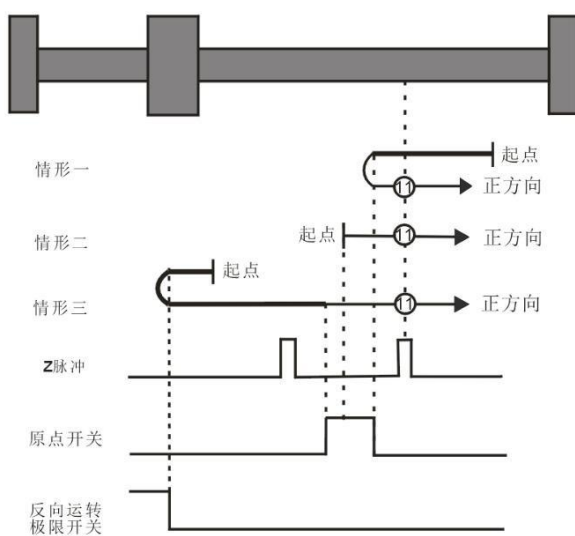 情形一
起点
11
正方向
情形二
起点
11
正方向
起点
情形三
11
正方向
Z脉冲
原点开关
反向运转
极限开关